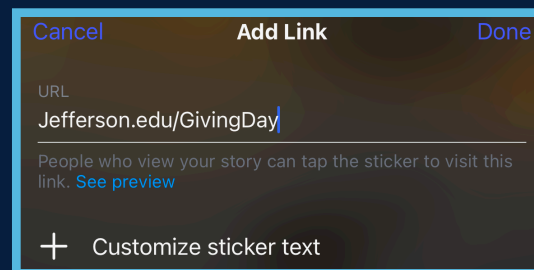 Cancel Add Link Done
URL
Jefferson.edu/GivingDay
People who view your story can tap the sticker to visit this
link. See preview
+ Customize sticker text